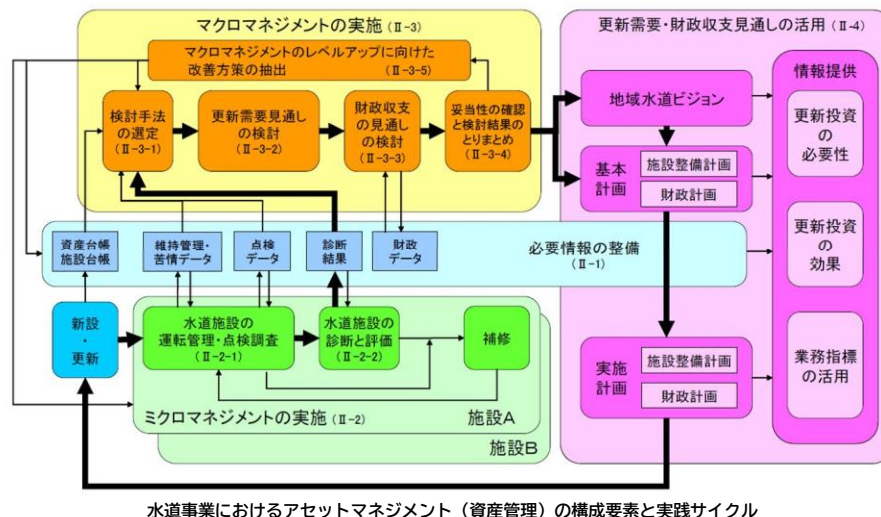 マクロマネジメントの実施(Ⅱ-3)
マクロマネジメントのレベルアップに向けた
改善方策の抽出 (Ⅱ-3-5)
検討手法
の選定
(Ⅱ-3-1)
更新需要見通し
の検討
(Ⅱ-3-2)
財政収支
の見通し
の検討
(Ⅱ-3-3)
妥当性の確認
と検討結果の
とりまとめ
(Ⅱ-3-4)
更新需要・財政収支見通しの活用(Ⅱ-4)
地域水道ビジョン
基本
計画
施設整備計画
財政計画
実施
計画
施設整備計画
財政計画
情報提供
更新投資
の
必要性
更新投資
の
効果
業務指標
の活用
資産台帳
施設台帳
維持管理・
苦情データ
点検
データ
診断
結果
財政
データ
必要情報の整備
(Ⅱ-1)
新設
・
更新
水道施設の
運転管理・点検調査
(Ⅱ-2-1)
水道施設の
診断と評価
(Ⅱ-2-2)
補修
ミクロマネジメントの実施(Ⅱ-2)
施設A
施設B
水道事業におけるアセットマネジメント（資産管理）の構成要素と実践サイクル